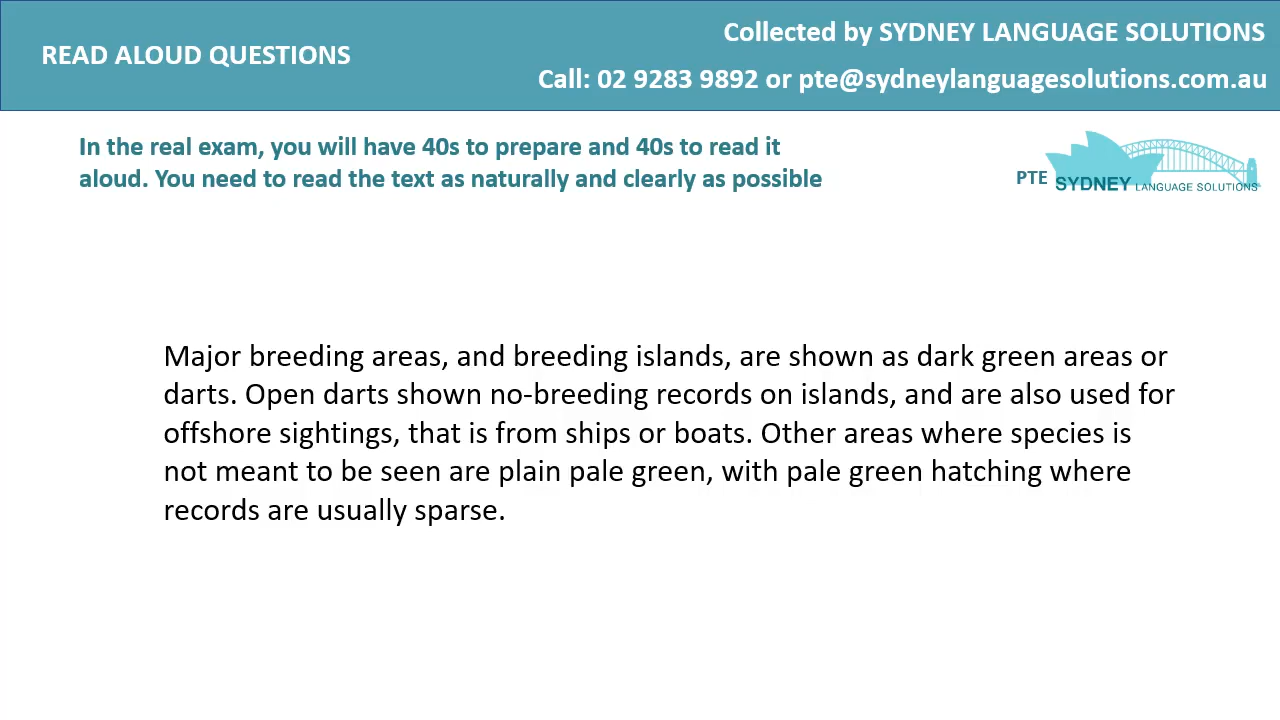 READ ALOUD QUESTIONS
Collected by SYDNEY LANGUAGE SOLUTIONS
Call: 02 9283 9892 or pte@sydneylanguagesolutions.com.au
In the real exam, you will have 40s to prepare and 40s to read it
aloud. You need to read the text as naturally and clearly as possible
PTE SYDNEY LANGUAGE SOLUTIONS
Major breeding areas, and breeding islands, are shown as dark green areas or
darts. Open darts shown no-breeding records on islands, and are also used for
offshore sightings, that is from ships or boats. Other areas where species is
not meant to be seen are plain pale green, with pale green hatching where
records are usually sparse.